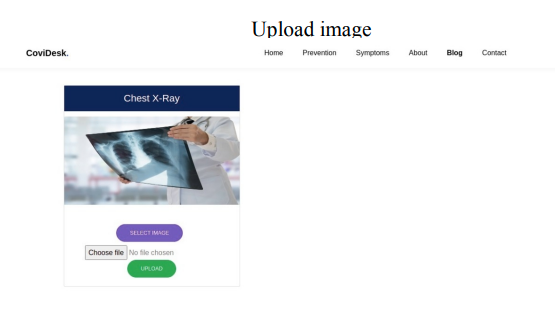 Upload image
CoviDesk. Home Prevention Symptoms About Blog Contact
Chest X-Ray
SELECT IMAGE
Choose file No file chosen
UPLOAD